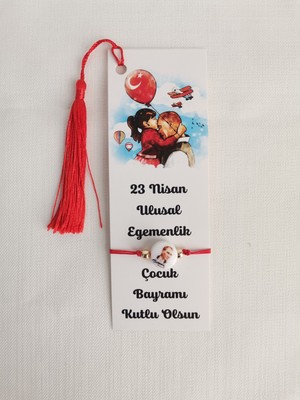 23 Nisan
Ulusal
Egemenlik
Çocuk
Bayramı
Kutlu Olsun